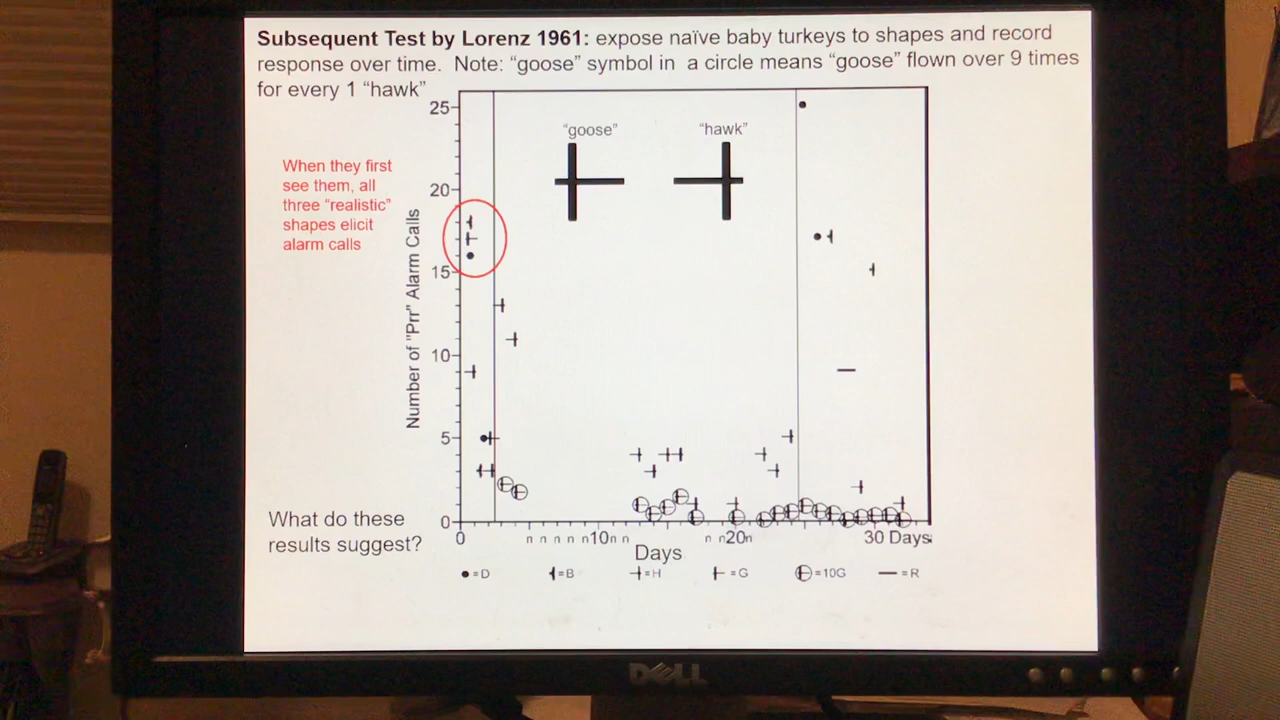 Subsequent Test by Lorenz 1961: expose naïve baby turkeys to shapes and record
response over time. Note: “goose” symbol in a circle means “goose” flown over 9 times
for every 1 “hawk”
25
“goose”
“hawk”
When they first
see them, all
three “realistic”
shapes elicit
alarm calls
20
15
10
5
0
Number of "Prr" Alarm Calls
What do these
results suggest?
0
n n n n n10n n
n n20n
30 Days
Days
=D
=B
=H
=G
=10G
=R
DELL